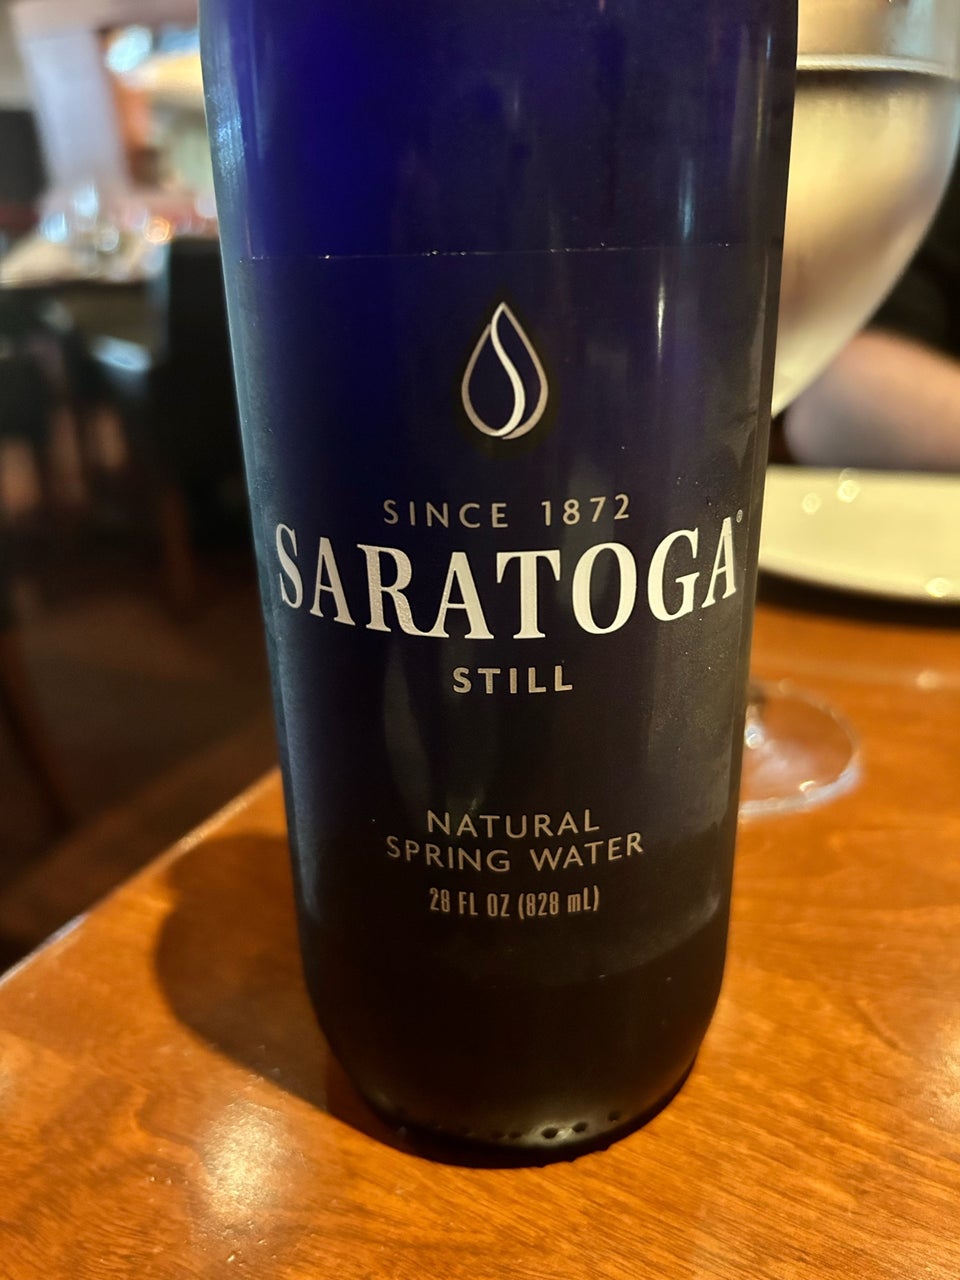 SINCE 1872
SARATOGA®
STILL
NATURAL
SPRING WATER
28 FL OZ (828 mL)